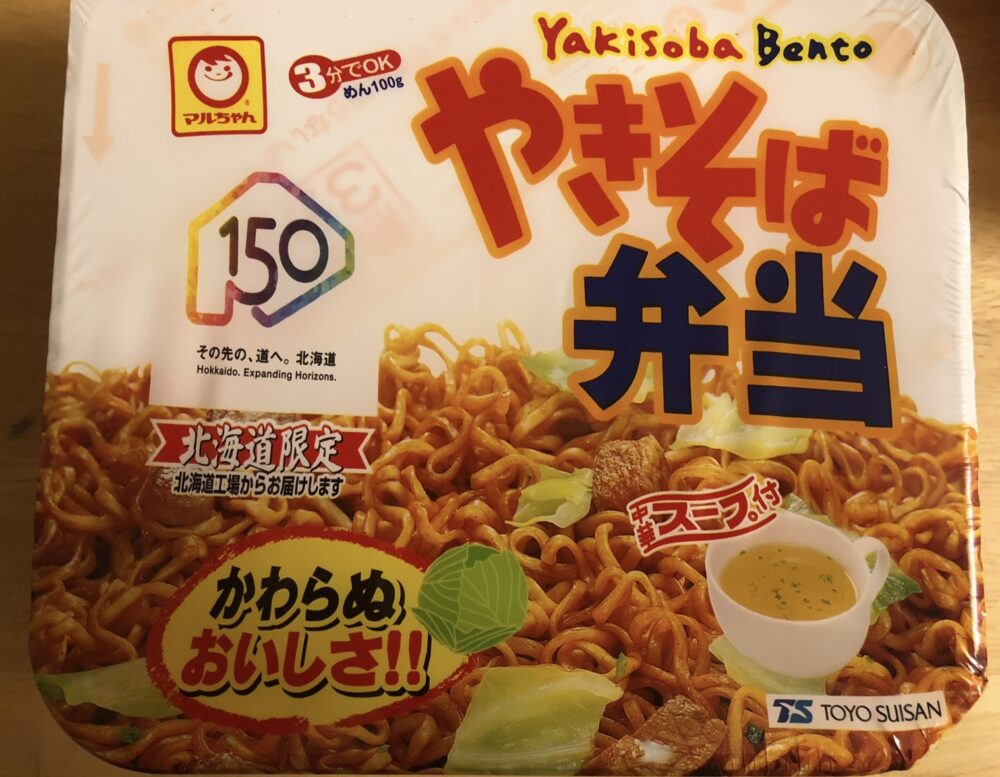 Yakisoba Bento
やきそば
弁当
マルちゃん
3分でOK
めん100g
150
その先の、道へ。北海道
Hokkaido. Expanding Horizons.
北海道限定
北海道工場からお届けします
中華スープ付
かわらぬ
おいしさ!!
TS TOYO SUISAN